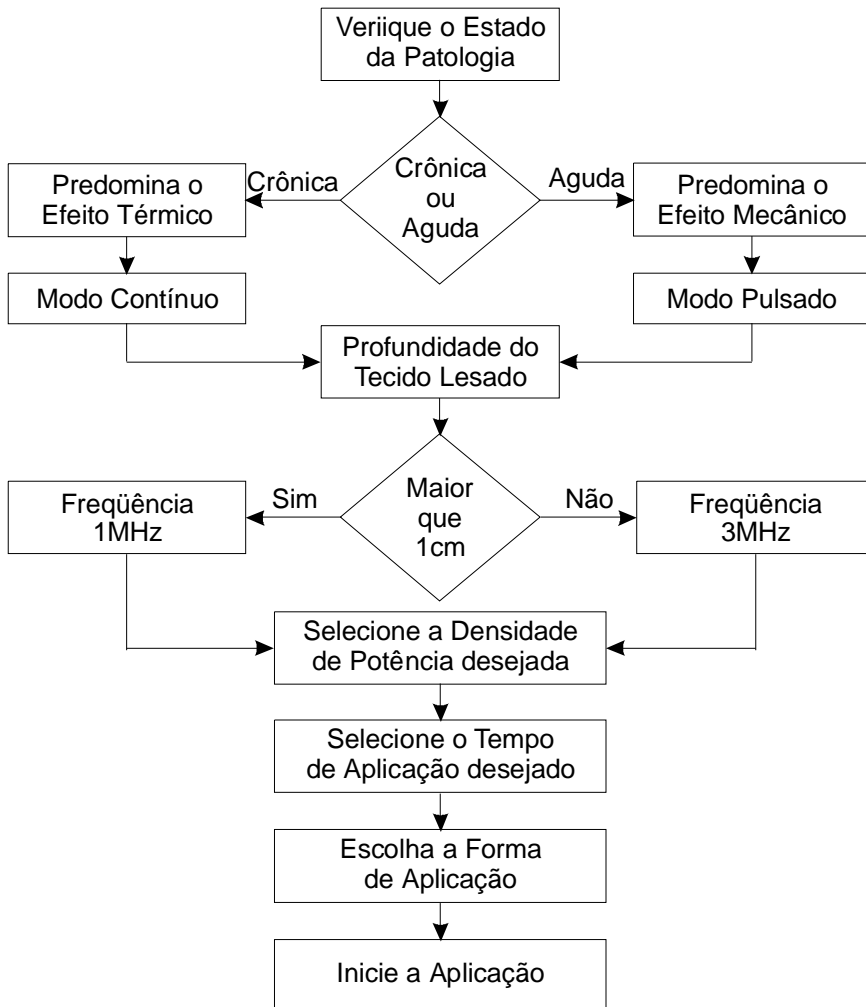 Veriique o Estado
da Patologia
Crônica
ou
Aguda
Crônica
Aguda
Predomina o
Efeito Térmico
Predomina o
Efeito Mecânico
Modo Contínuo
Modo Pulsado
Profundidade do
Tecido Lesado
Maior
que
1cm
Sim
Não
Freqüência
1MHz
Freqüência
3MHz
Selecione a Densidade
de Potência desejada
Selecione o Tempo
de Aplicação desejado
Escolha a Forma
de Aplicação
Inicie a Aplicação